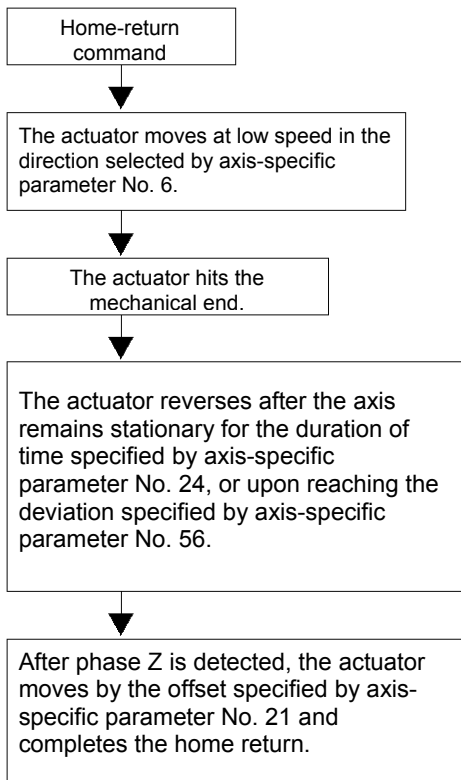 Home-return
command
The actuator moves at low speed in the
direction selected by axis-specific
parameter No. 6.
The actuator hits the
mechanical end.
The actuator reverses after the axis
remains stationary for the duration of
time specified by axis-specific
parameter No. 24, or upon reaching the
deviation specified by axis-specific
parameter No. 56.
After phase Z is detected, the actuator
moves by the offset specified by axis-
specific parameter No. 21 and
completes the home return.